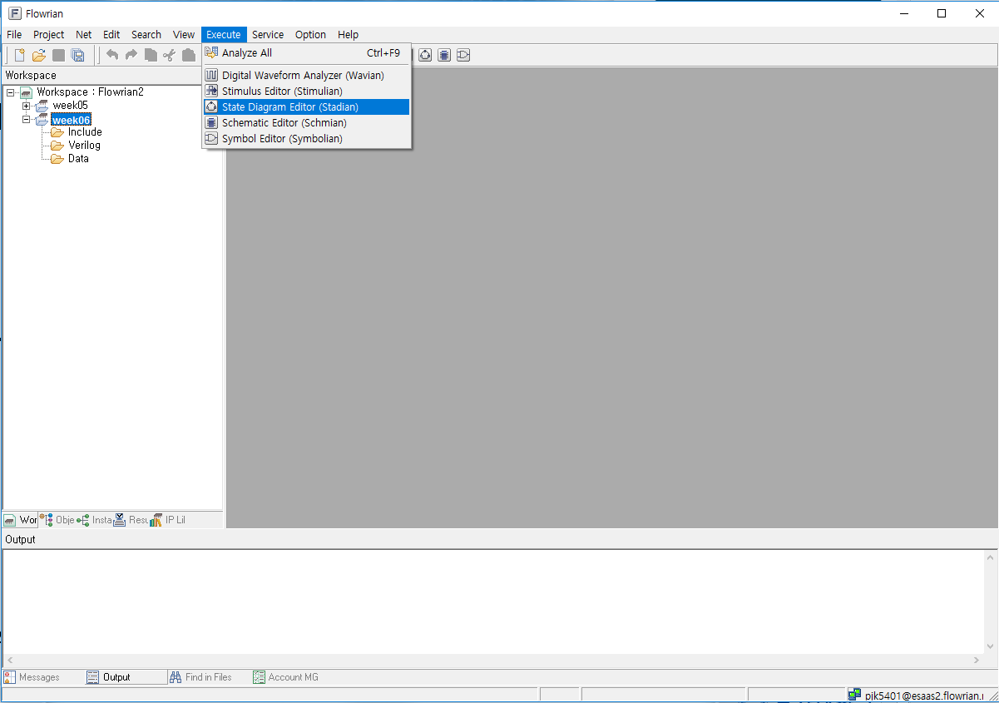 Flowrian
File Project Net Edit Search View Execute Service Option Help
Analyze All Ctrl+F9
Digital Waveform Analyzer (Wavian)
Stimulus Editor (Stimulian)
State Diagram Editor (Stadian)
Schematic Editor (Schmian)
Symbol Editor (Symbolian)
Workspace
Workspace : Flowrian2
week05
week06
Include
Verilog
Data
Wor Obje Insta Resu IP Lil
Output
Messages Output Find in Files Account MG
pjk5401@esaas2.flowrian.